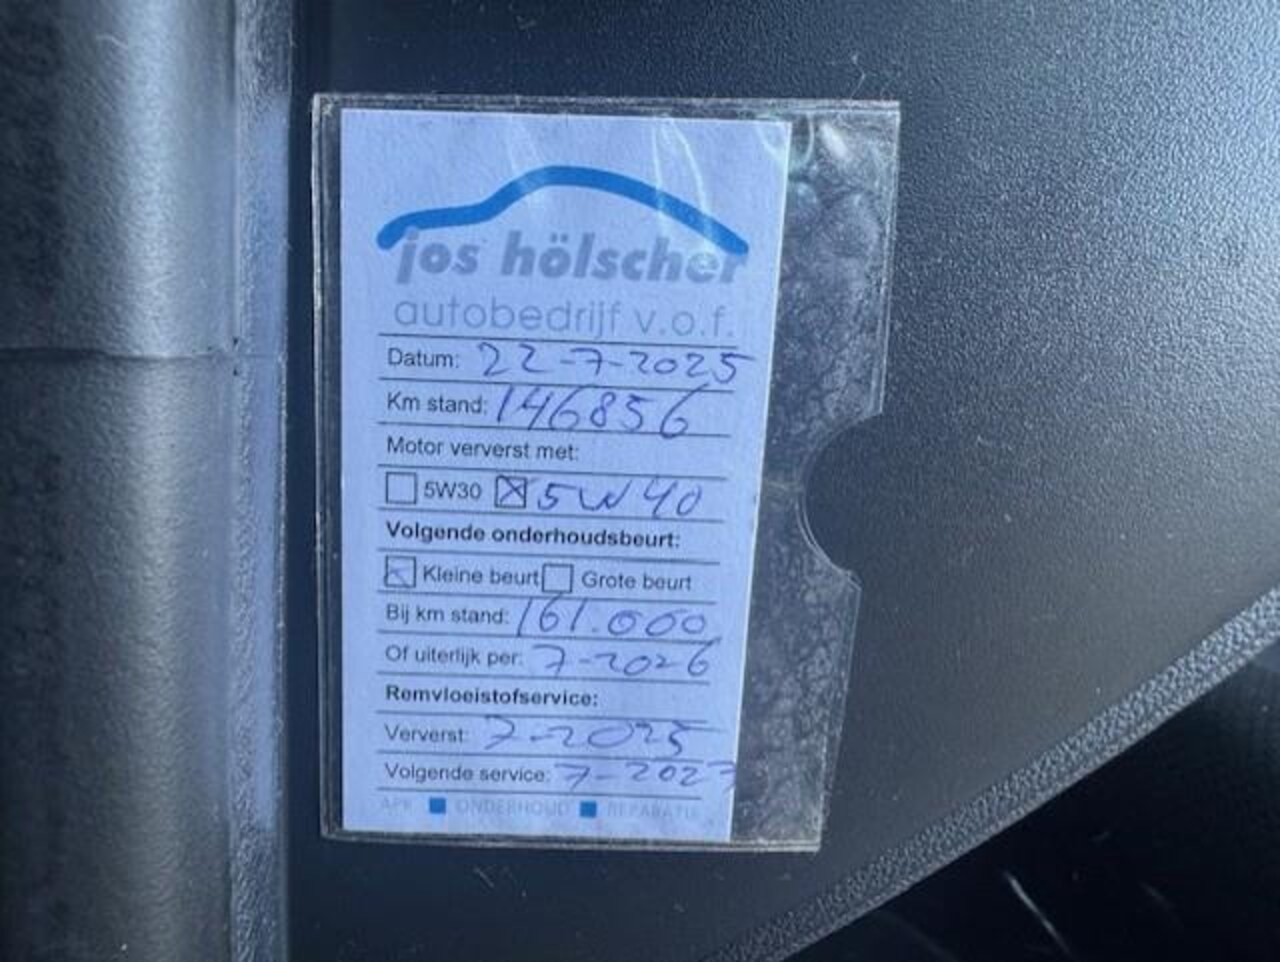 jos hölscher
autobedrijf v.o.f.
Datum: 22-7-2025
Km stand: 146856
Motor ververst met:
5W30 5W40
Volgende onderhoudsbeurt:
Kleine beurt Grote beurt
Bij km stand: 161.000
Of uiterlijk per: 7-2026
Remvloeistofservice:
Ververst: 7-2025
Volgende service: 7-2027
APK ONDERHOUD REPARATIE